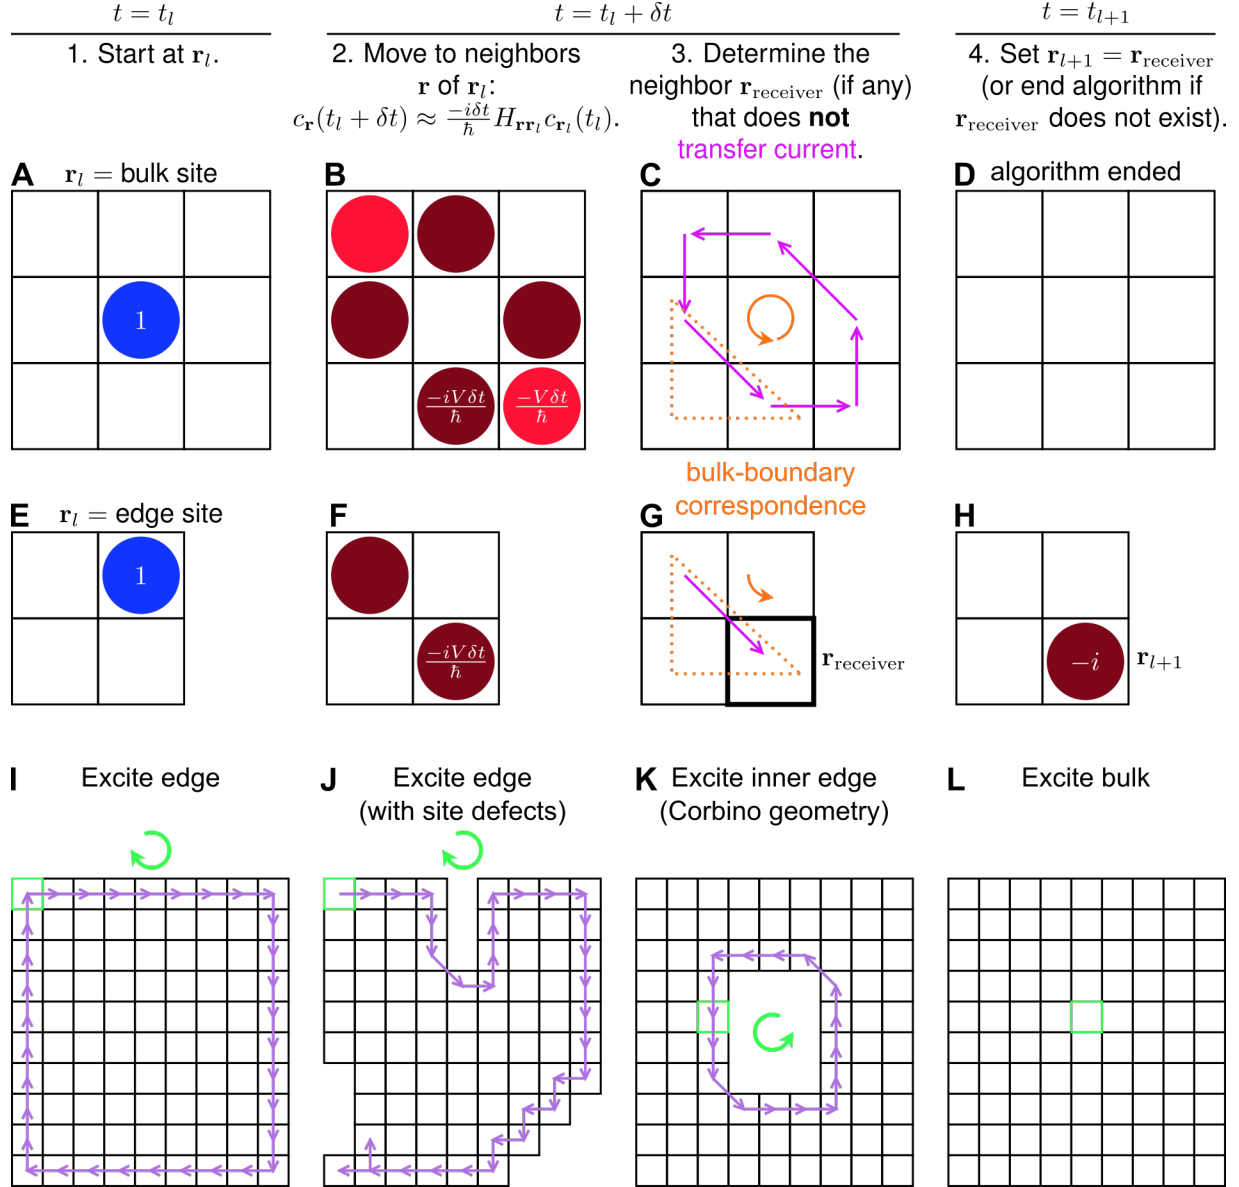 t = t_l
t = t_l + δt
t = t_{l+1}
1. Start at r_l.
2. Move to neighbors
r of r_l:
c_r(t_l + δt) ≈ \frac{-iδt}{ħ} H_{rr_l} c_{r_l}(t_l).
3. Determine the
neighbor r_receiver (if any)
that does not
transfer current.
4. Set r_{l+1} = r_receiver
(or end algorithm if
r_receiver does not exist).
A r_l = bulk site
1
B
\frac{-iVδt}{ħ}
\frac{-Vδt}{ħ}
C
D algorithm ended
bulk-boundary
correspondence
E r_l = edge site
1
F
\frac{-iVδt}{ħ}
G
r_receiver
H
-i
r_{l+1}
I Excite edge
J Excite edge
(with site defects)
K Excite inner edge
(Corbino geometry)
L Excite bulk